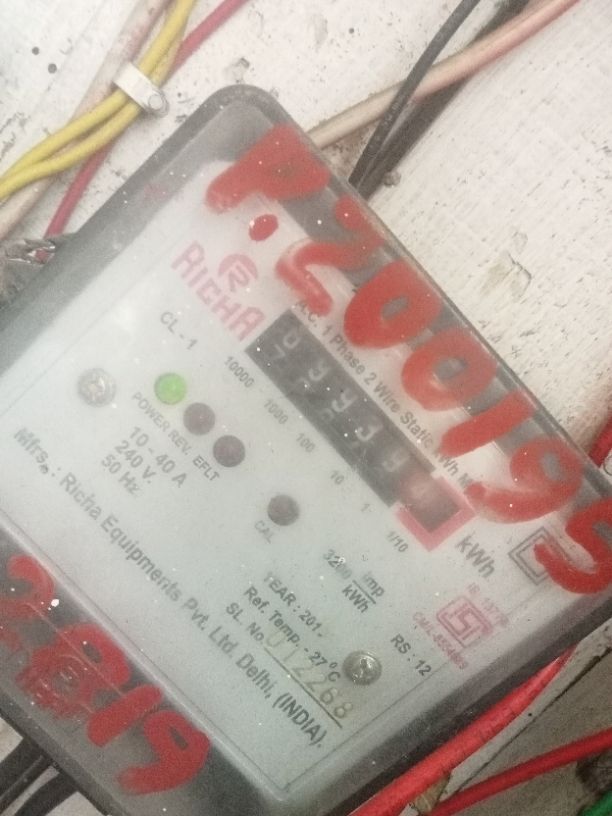 P.200195
RICHA
A.C. 1 Phase 2 Wire Static kWh M
CL - 1
10000 1000 100 10 1 1/10
kWh
POWER REV. EFLT
10 - 40 A
240 V.
50 Hz.
CAL
imp
kWh
YEAR : 201
RS : 12
Ref. Temp. - 27°C
SL. No. 012268
Mfrs. : Richa Equipments Pvt. Ltd. Delhi, (INDIA).
2819